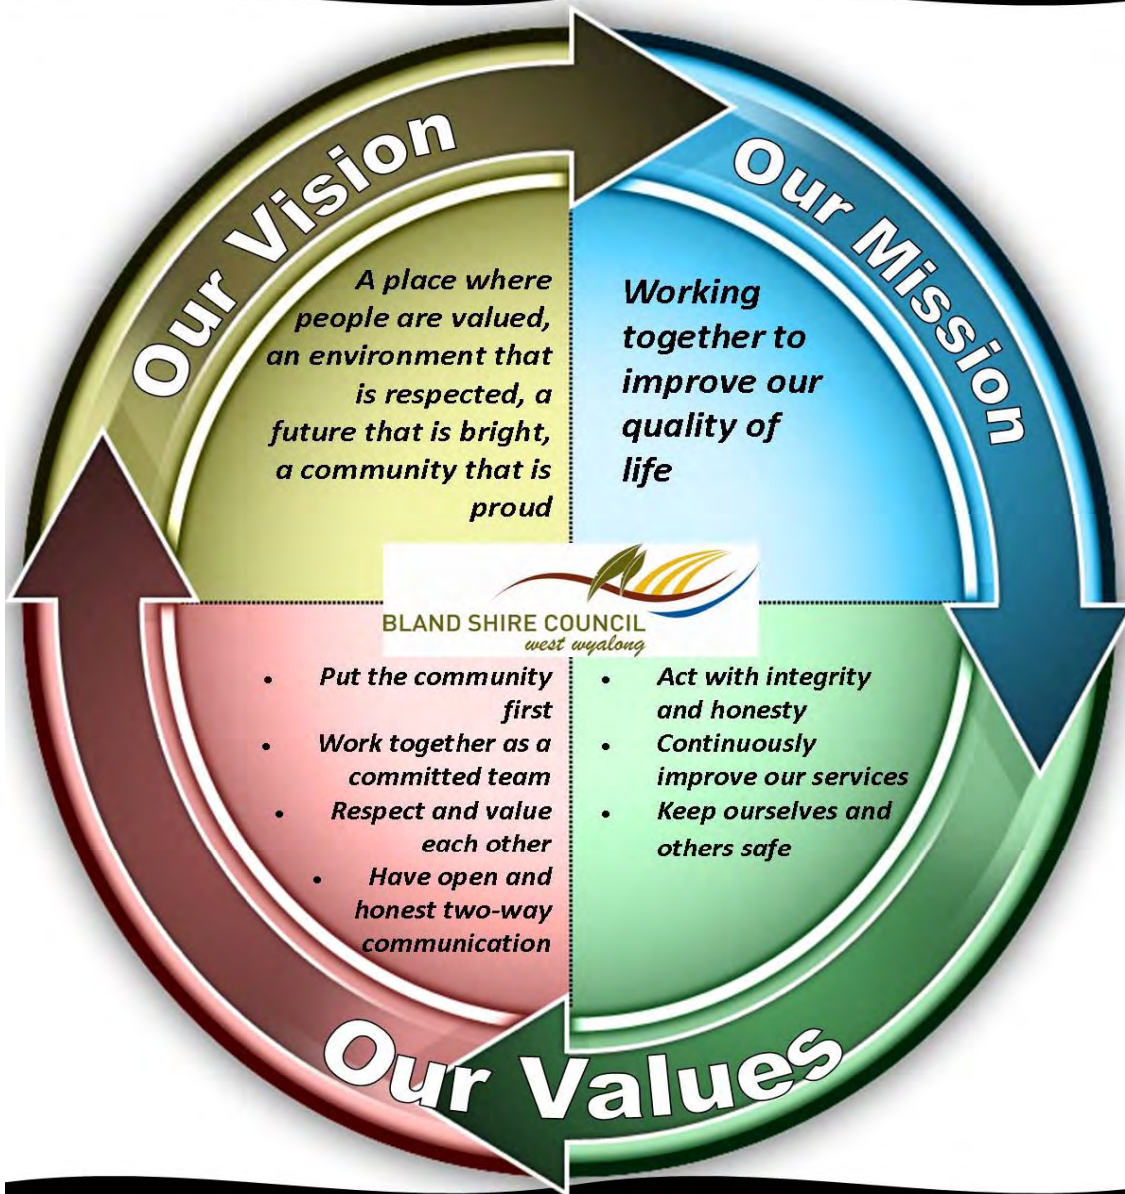 Our Vision
A place where
people are valued,
an environment that
is respected, a
future that is bright,
a community that is
proud
Our Mission
Working
together to
improve our
quality of
life
BLAND SHIRE COUNCIL
west wyalong
• Put the community
first
• Work together as a
committed team
• Respect and value
each other
• Have open and
honest two-way
communication
• Act with integrity
and honesty
• Continuously
improve our services
• Keep ourselves and
others safe
Our Values